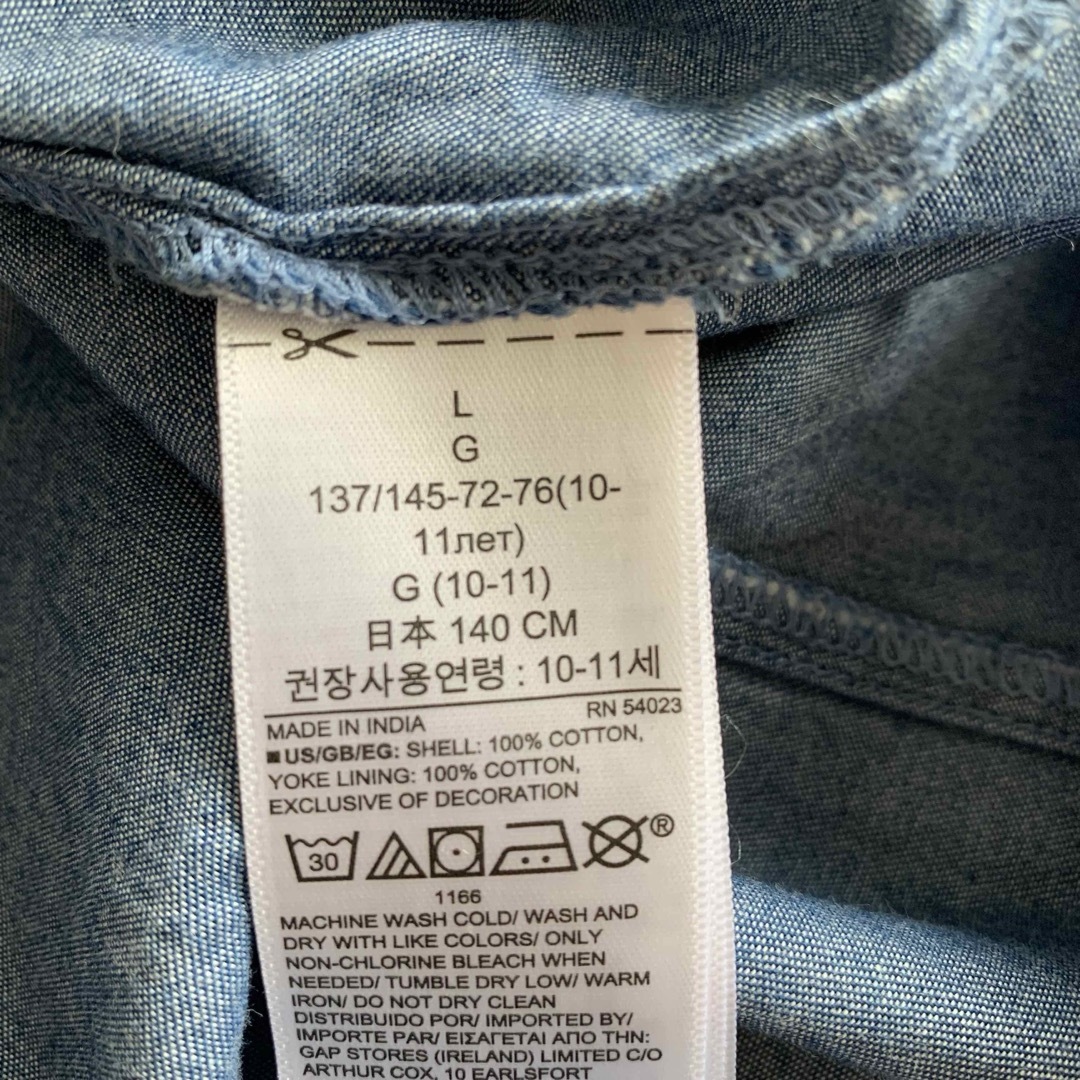 L
G
137/145-72-76(10-
11лет)
G (10-11)
日本 140 CM
권장사용연령 : 10-11세
RN 54023
MADE IN INDIA
■US/GB/EG: SHELL: 100% COTTON,
YOKE LINING: 100% COTTON,
EXCLUSIVE OF DECORATION
30
®
1166
MACHINE WASH COLD/ WASH AND
DRY WITH LIKE COLORS/ ONLY
NON-CHLORINE BLEACH WHEN
NEEDED/ TUMBLE DRY LOW/ WARM
IRON/ DO NOT DRY CLEAN
DISTRIBUIDO POR/ IMPORTED BY/
IMPORTE PAR/ ΕΙΣΑΓΕΤΑΙ ΑΠΟ ΤΗΝ:
GAP STORES (IRELAND) LIMITED C/O
ARTHUR COX, 10 EARLSFORT